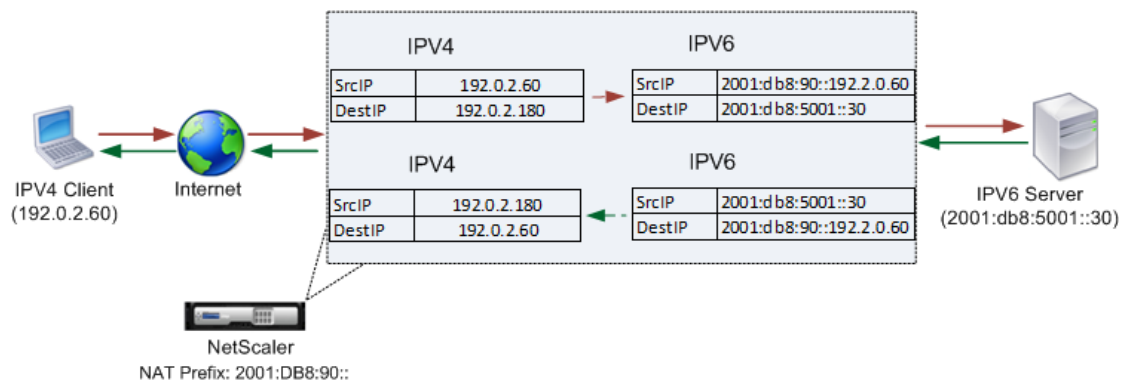 IPV4 IPV6
SrcIP 192.0.2.60 SrcIP 2001:db8:90::192.2.0.60
DestIP 192.0.2.180 DestIP 2001:db8:5001::30
IPV4 IPV6
SrcIP 192.0.2.180 SrcIP 2001:db8:5001::30
DestIP 192.0.2.60 DestIP 2001:db8:90::192.2.0.60
IPV4 Client
(192.0.2.60)
Internet
IPV6 Server
(2001:db8:5001::30)
NetScaler
NAT Prefix: 2001:DB8:90::